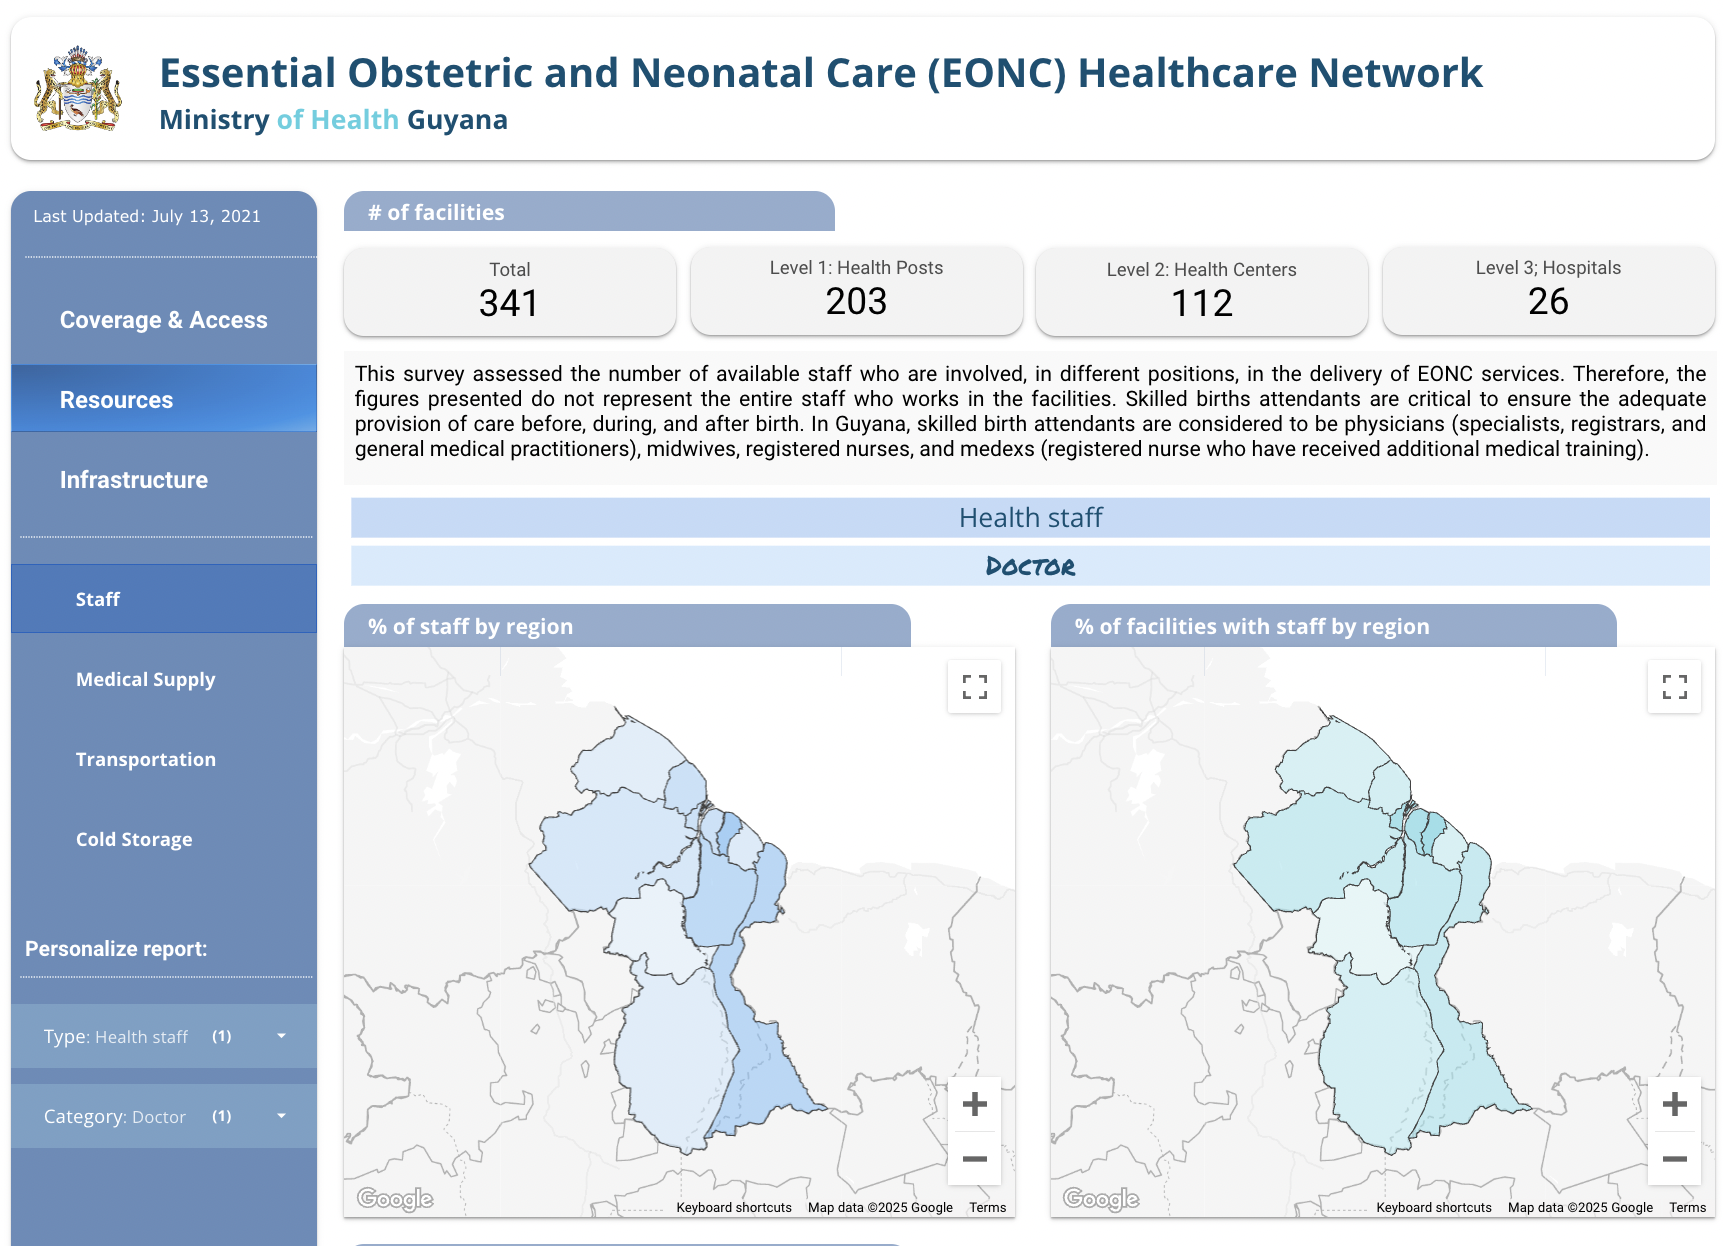 Essential Obstetric and Neonatal Care (EONC) Healthcare Network
Ministry of Health Guyana
Last Updated: July 13, 2021
Coverage & Access
Resources
Infrastructure
Staff
Medical Supply
Transportation
Cold Storage
Personalize report:
Type: Health staff (1)
Category: Doctor (1)
# of facilities
Total
341
Level 1: Health Posts
203
Level 2: Health Centers
112
Level 3; Hospitals
26
This survey assessed the number of available staff who are involved, in different positions, in the delivery of EONC services. Therefore, the
figures presented do not represent the entire staff who works in the facilities. Skilled births attendants are critical to ensure the adequate
provision of care before, during, and after birth. In Guyana, skilled birth attendants are considered to be physicians (specialists, registrars, and
general medical practitioners), midwives, registered nurses, and medexs (registered nurse who have received additional medical training).
Health staff
Doctor
% of staff by region
Google
Keyboard shortcuts Map data ©2025 Google Terms
% of facilities with staff by region
Google
Keyboard shortcuts Map data ©2025 Google Terms